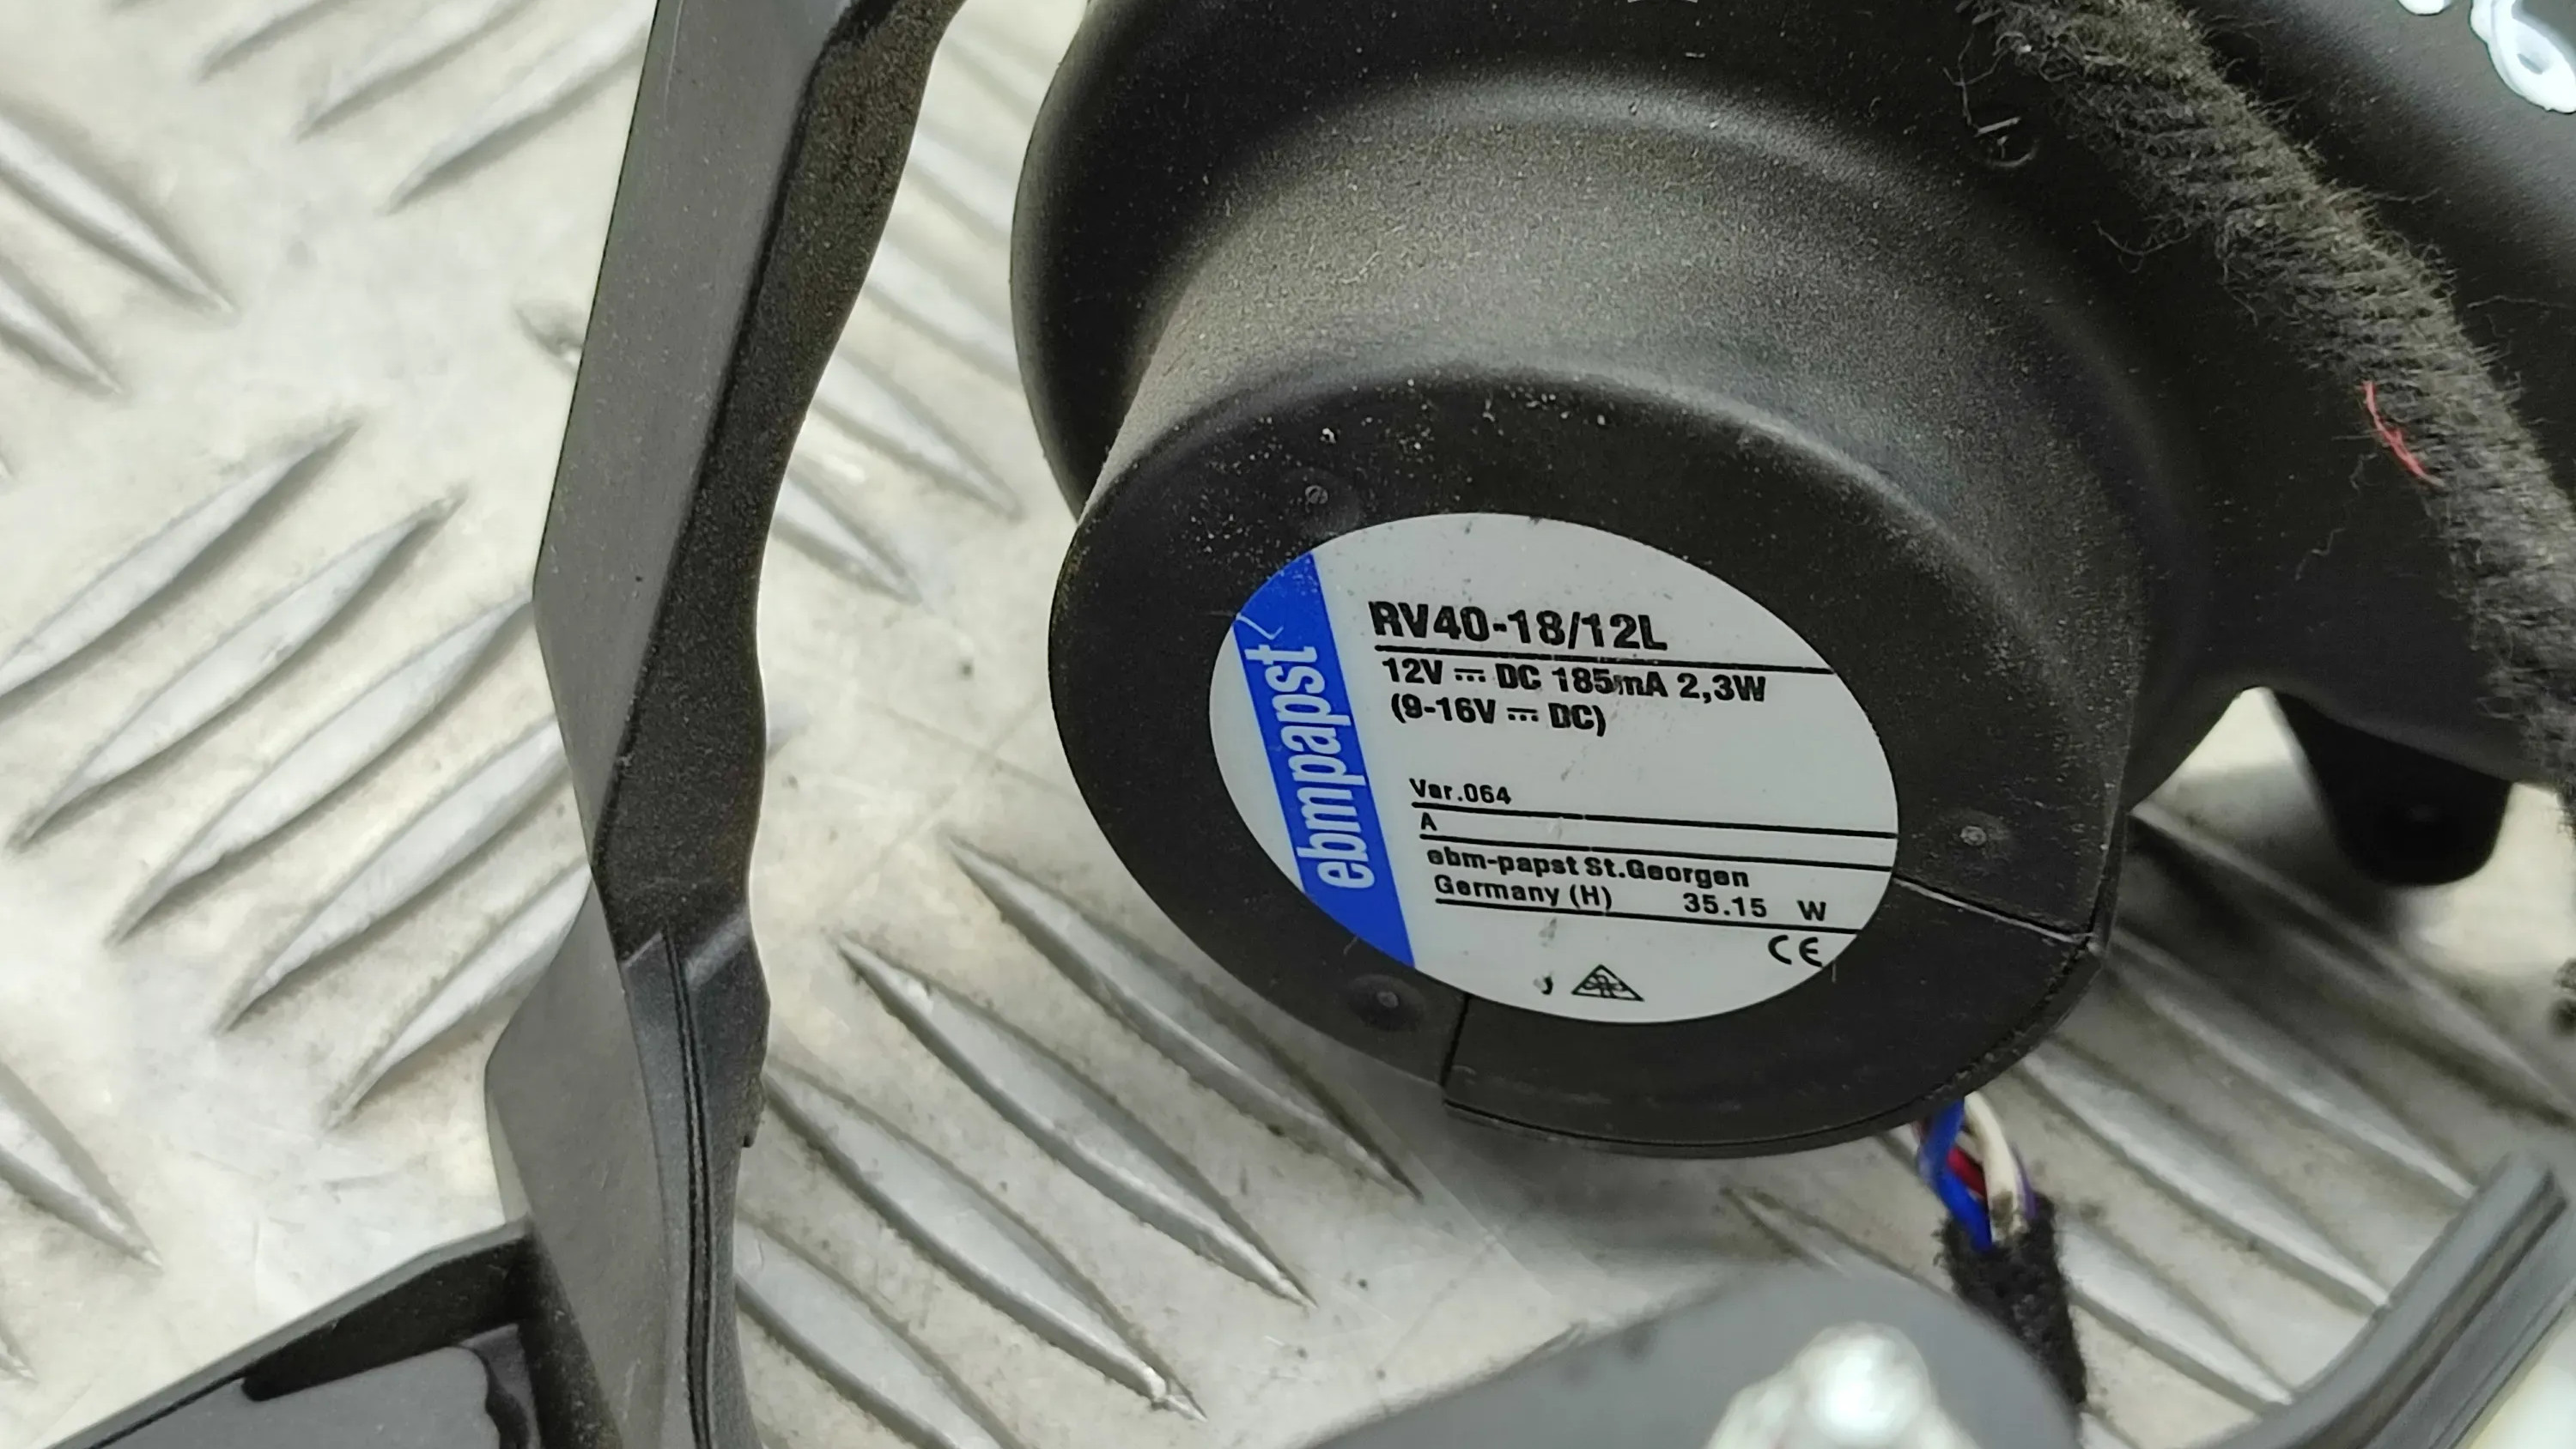 ebmpapst
RV40-18/12L
12V ⎓ DC 185mA 2,3W
(9-16V ⎓ DC)
Var.064
A
ebm-papst St.Georgen
Germany (H) 35.15 W
CE